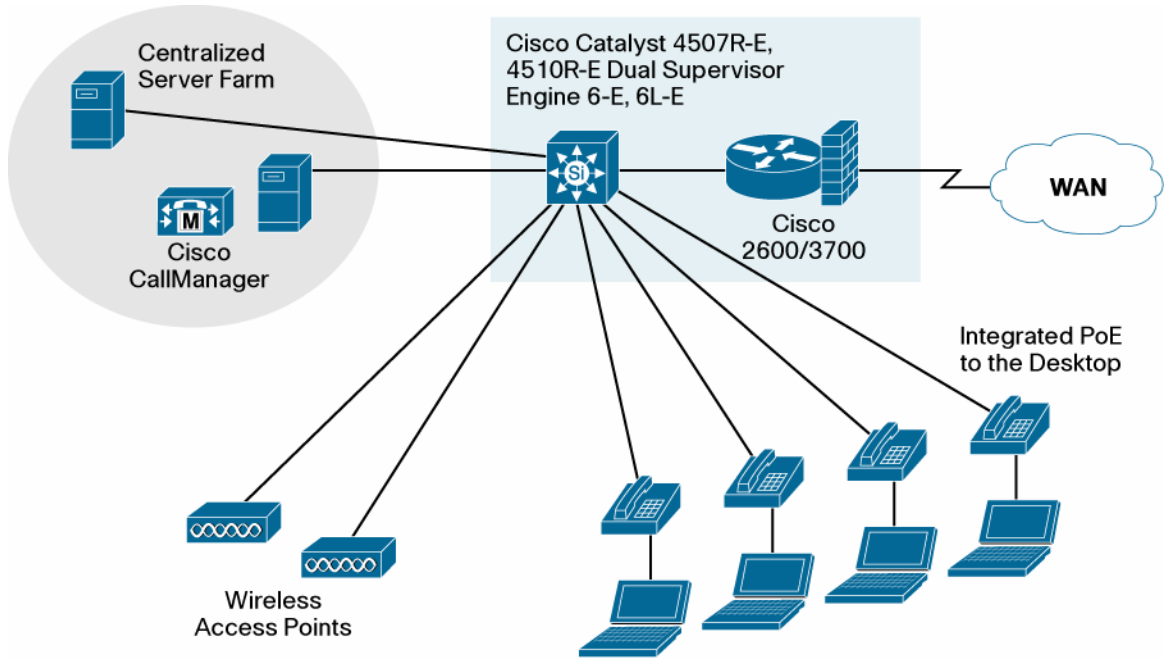 Centralized
Server Farm
Cisco Catalyst 4507R-E,
4510R-E Dual Supervisor
Engine 6-E, 6L-E
Si
WAN
M
Cisco
CallManager
Cisco
2600/3700
Integrated PoE
to the Desktop
Wireless
Access Points